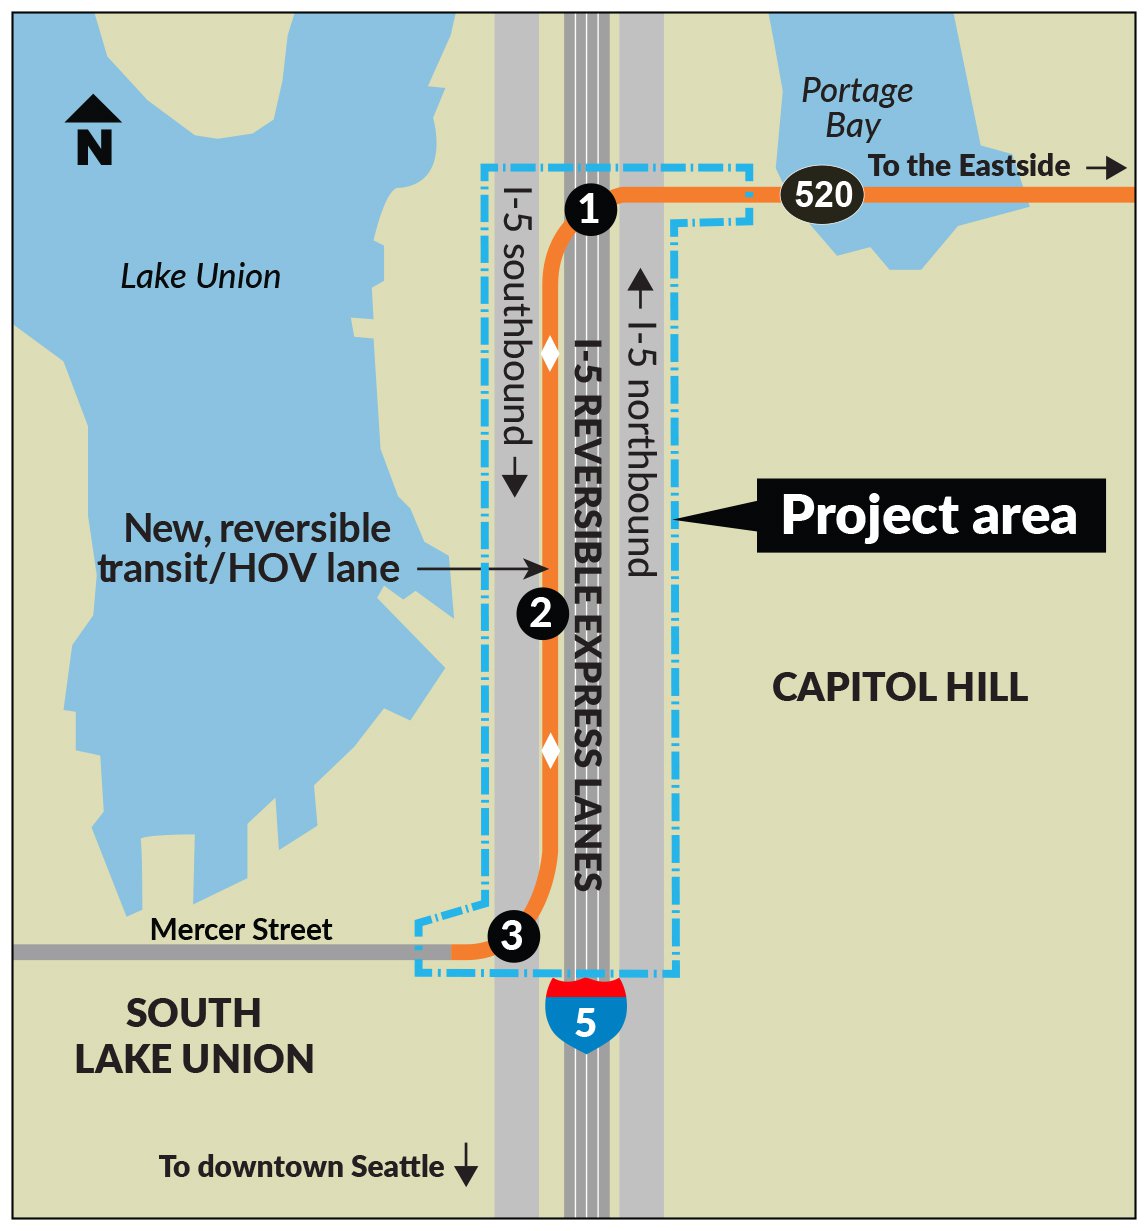 Portage
Bay
N
To the Eastside
520
1
I-5 southbound
Lake Union
I-5 northbound
I-5 REVERSIBLE EXPRESS LANES
Project area
New, reversible
transit/HOV lane
2
CAPITOL HILL
3
Mercer Street
SOUTH
LAKE UNION
5
To downtown Seattle